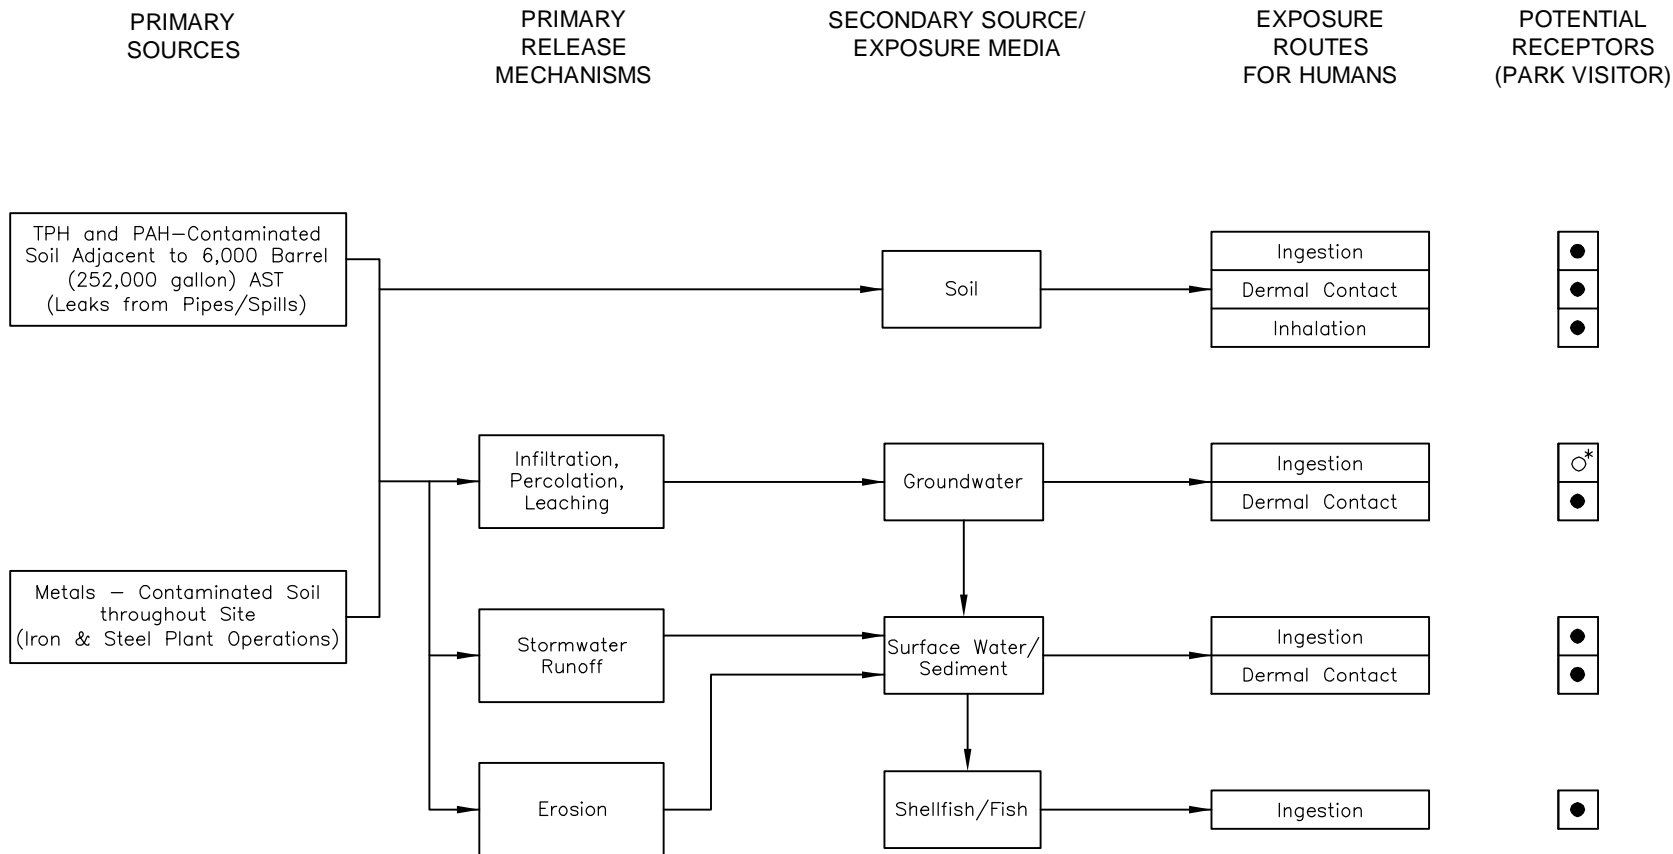 PRIMARY
SOURCES
PRIMARY
RELEASE
MECHANISMS
SECONDARY SOURCE/
EXPOSURE MEDIA
EXPOSURE
ROUTES
FOR HUMANS
POTENTIAL
RECEPTORS
(PARK VISITOR)
TPH and PAH-Contaminated
Soil Adjacent to 6,000 Barrel
(252,000 gallon) AST
(Leaks from Pipes/Spills)
Soil
Ingestion
Dermal Contact
Inhalation
Infiltration,
Percolation,
Leaching
Groundwater
Ingestion
*
Dermal Contact
Metals – Contaminated Soil
throughout Site
(Iron & Steel Plant Operations)
Stormwater
Runoff
Surface Water/
Sediment
Ingestion
Dermal Contact
Erosion
Shellfish/Fish
Ingestion